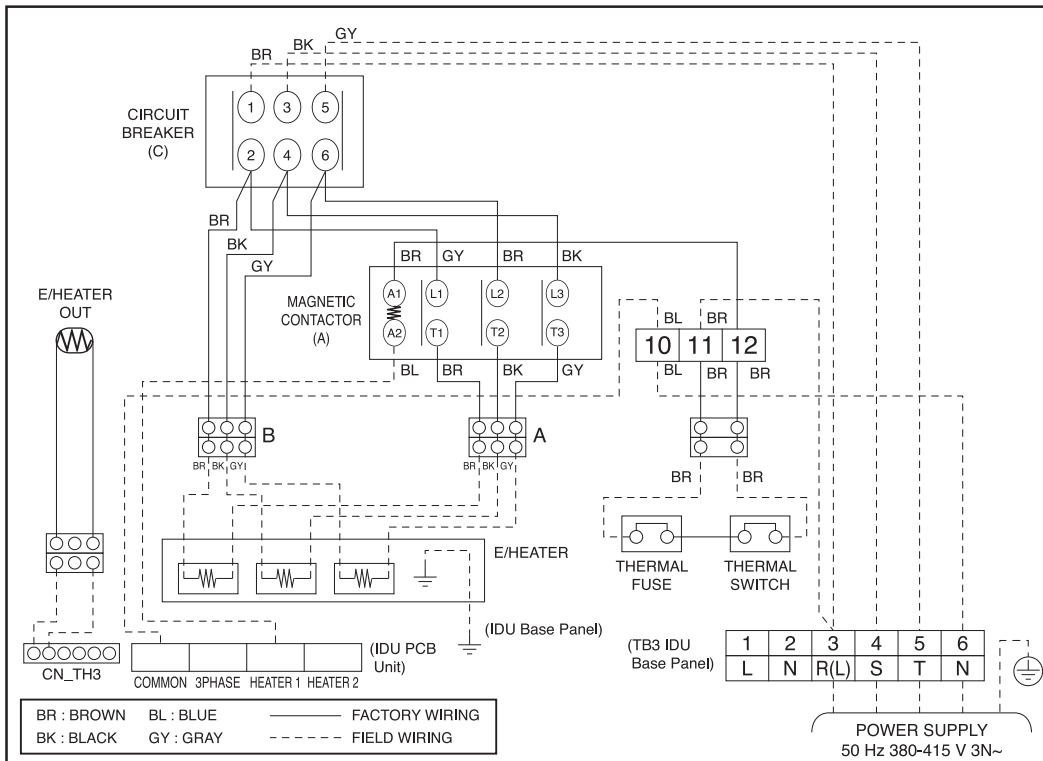 BR BK GY
CIRCUIT
BREAKER
(C)
1 3 5
2 4 6
BR
BK
GY
BR GY BR BK
E/HEATER
OUT
MAGNETIC
CONTACTOR
(A)
A1 L1 L2 L3
A2 T1 T2 T3
BL BR BK GY
BL BR
10 11 12
BL BR BR
B
A
BR BK GY
BR BK GY
BR BR
E/HEATER
THERMAL
FUSE
THERMAL
SWITCH
(IDU Base Panel)
CN_TH3
(IDU PCB
Unit)
COMMON 3PHASE HEATER 1 HEATER 2
(TB3 IDU
Base Panel)
1 2 3 4 5 6
L N R(L) S T N
BR : BROWN BL : BLUE FACTORY WIRING
BK : BLACK GY : GRAY FIELD WIRING
POWER SUPPLY
50 Hz 380-415 V 3N~